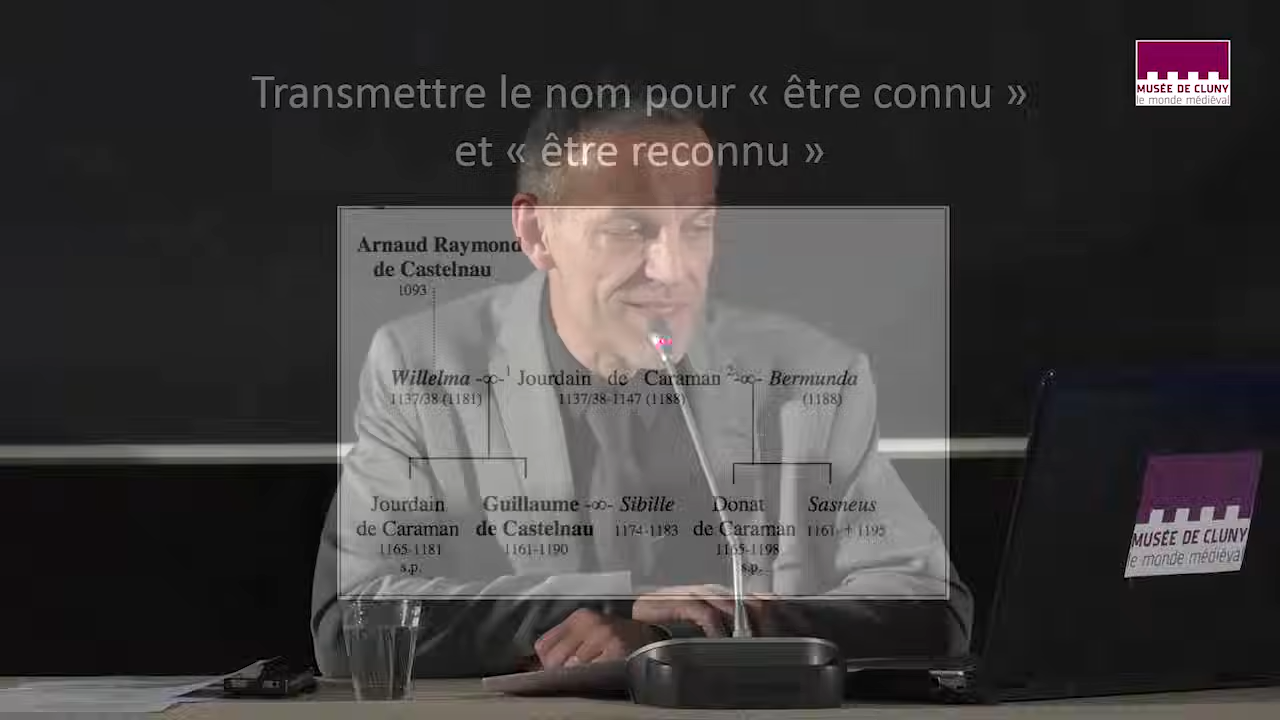 Transmettre le nom pour « être connu »
et « être reconnu »
MUSÉE DE CLUNY
le monde médiéval
Arnaud Raymond
de Castelnau
1093
Willelma -∞-¹ Jourdain de Caraman ²-∞- Bermunda
1137/38 (1181) 1137/38-1147 (1188) (1188)
Jourdain Guillaume -∞- Sibille Donat Sasneus
de Caraman de Castelnau 1174-1183 de Caraman 1161- † 1195
1165-1181 1161-1190 1165-1198
s.p. s.p.
MUSÉE DE CLUNY
le monde médiéval